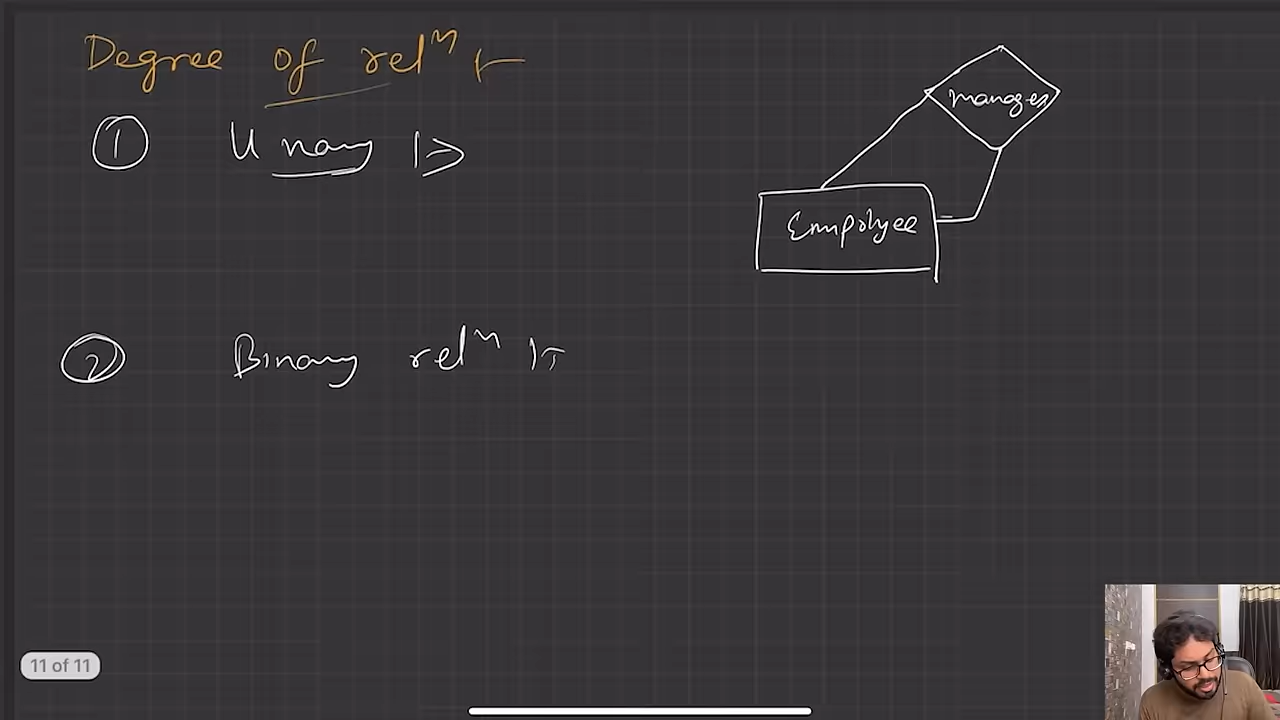 Degree of relⁿ :-
① Unary :->
manages
Employee
② Binary relⁿ :-
11 of 11